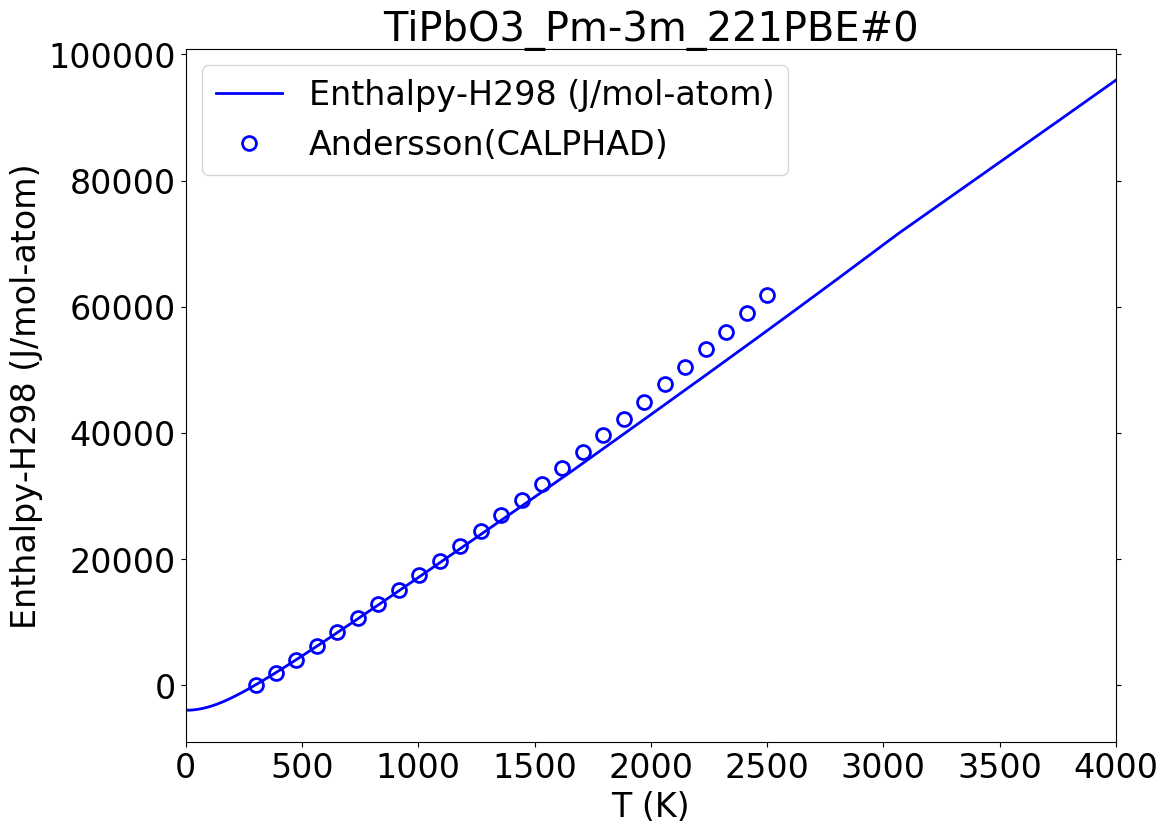 TiPbO3_Pm-3m_221PBE#0
Enthalpy-H298 (J/mol-atom)
Andersson(CALPHAD)
Enthalpy-H298 (J/mol-atom)
100000
80000
60000
40000
20000
0
0 500 1000 1500 2000 2500 3000 3500 4000
T (K)